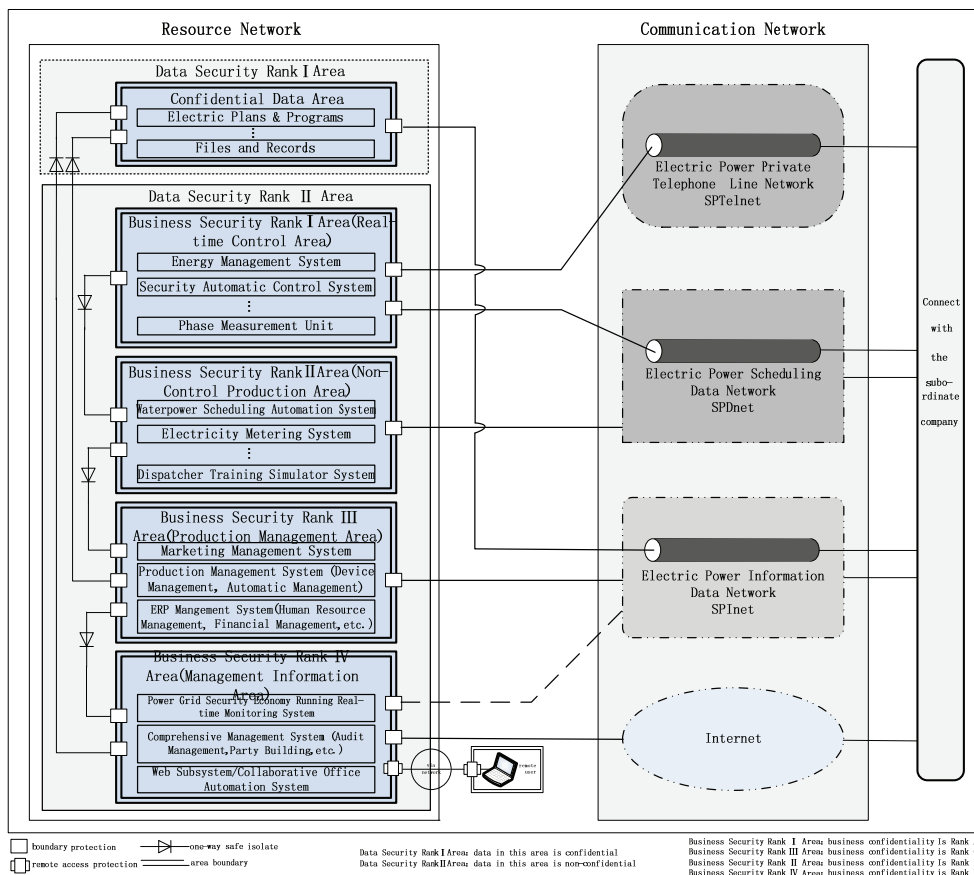 Resource Network
Data Security Rank Ⅰ Area
Confidential Data Area
Electric Plans & Programs
⋮
Files and Records
Data Security Rank Ⅱ Area
Business Security Rank Ⅰ Area(Real-
time Control Area)
Energy Management System
Security Automatic Control System
⋮
Phase Measurement Unit
Business Security Rank Ⅱ Area(Non-
Control Production Area)
Waterpower Scheduling Automation System
Electricity Metering System
⋮
Dispatcher Training Simulator System
Business Security Rank Ⅲ
Area(Production Management Area)
Marketing Management System
Production Management System (Device
Management, Automatic Management)
ERP Mangement System(Human Resource
Management, Financial Management,etc.)
Business Security Rank Ⅳ
Area(Management Information
Area)
Power Grid Security Economy Running Real-
time Monitoring System
Comprehensive Management System (Audit
Management,Party Building,etc.)
Web Subsystem/Collaborative Office
Automation System
via
network
remote
user
Communication Network
Electric Power Private
Telephone Line Network
SPTelnet
Electric Power Scheduling
Data Network
SPDnet
Electric Power Information
Data Network
SPInet
Internet
Connect
with
the
subo-
rdinate
company
boundary protection
one-way safe isolate
remote access protection
area boundary
Data Security Rank Ⅰ Area: data in this area is confidential
Data Security Rank Ⅱ Area: data in this area is non-confidential
Business Security Rank Ⅰ Area: business confidentiality Is Rank
Business Security Rank Ⅲ Area: business confidentiality Is Rank
Business Security Rank Ⅱ Area: business confidentiality Is Rank
Business Security Rank Ⅳ Area: business confidentiality Is Rank